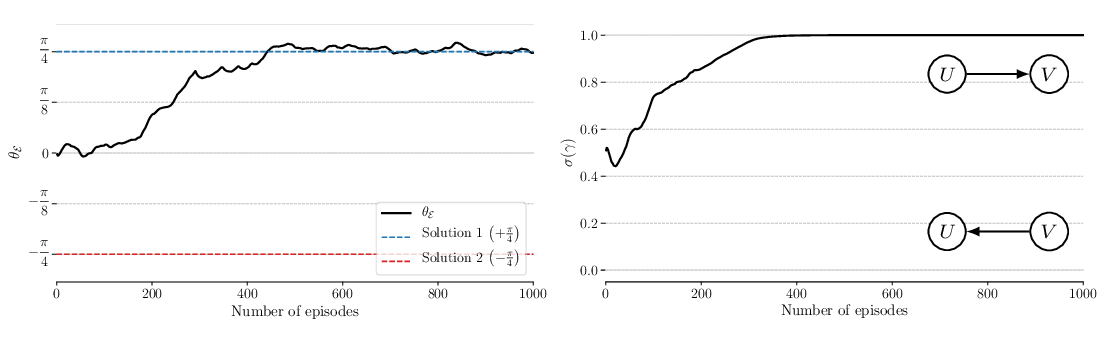 π/4
π/8
0
−π/8
−π/4
θ_ℰ
θ_ℰ
Solution 1 (+π/4)
Solution 2 (−π/4)
0 200 400 600 800 1000
Number of episodes
1.0
0.8
0.6
0.4
0.2
0.0
σ(γ)
U V
U V
0 200 400 600 800 1000
Number of episodes